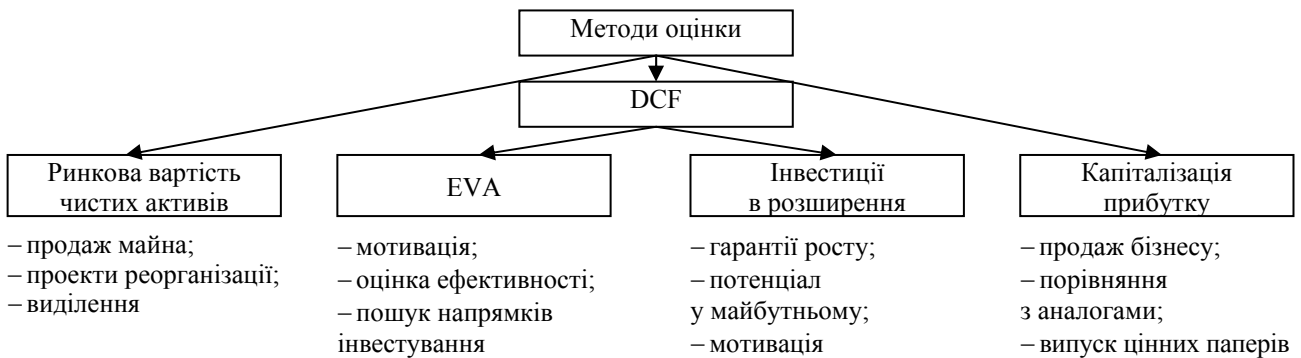 Методи оцінки
DCF
Ринкова вартість
чистих активів
EVA
Інвестиції
в розширення
Капіталізація
прибутку
– продаж майна;
– проекти реорганізації;
– виділення
– мотивація;
– оцінка ефективності;
– пошук напрямків
інвестування
– гарантії росту;
– потенціал
у майбутньому;
– мотивація
– продаж бізнесу;
– порівняння
з аналогами;
– випуск цінних паперів